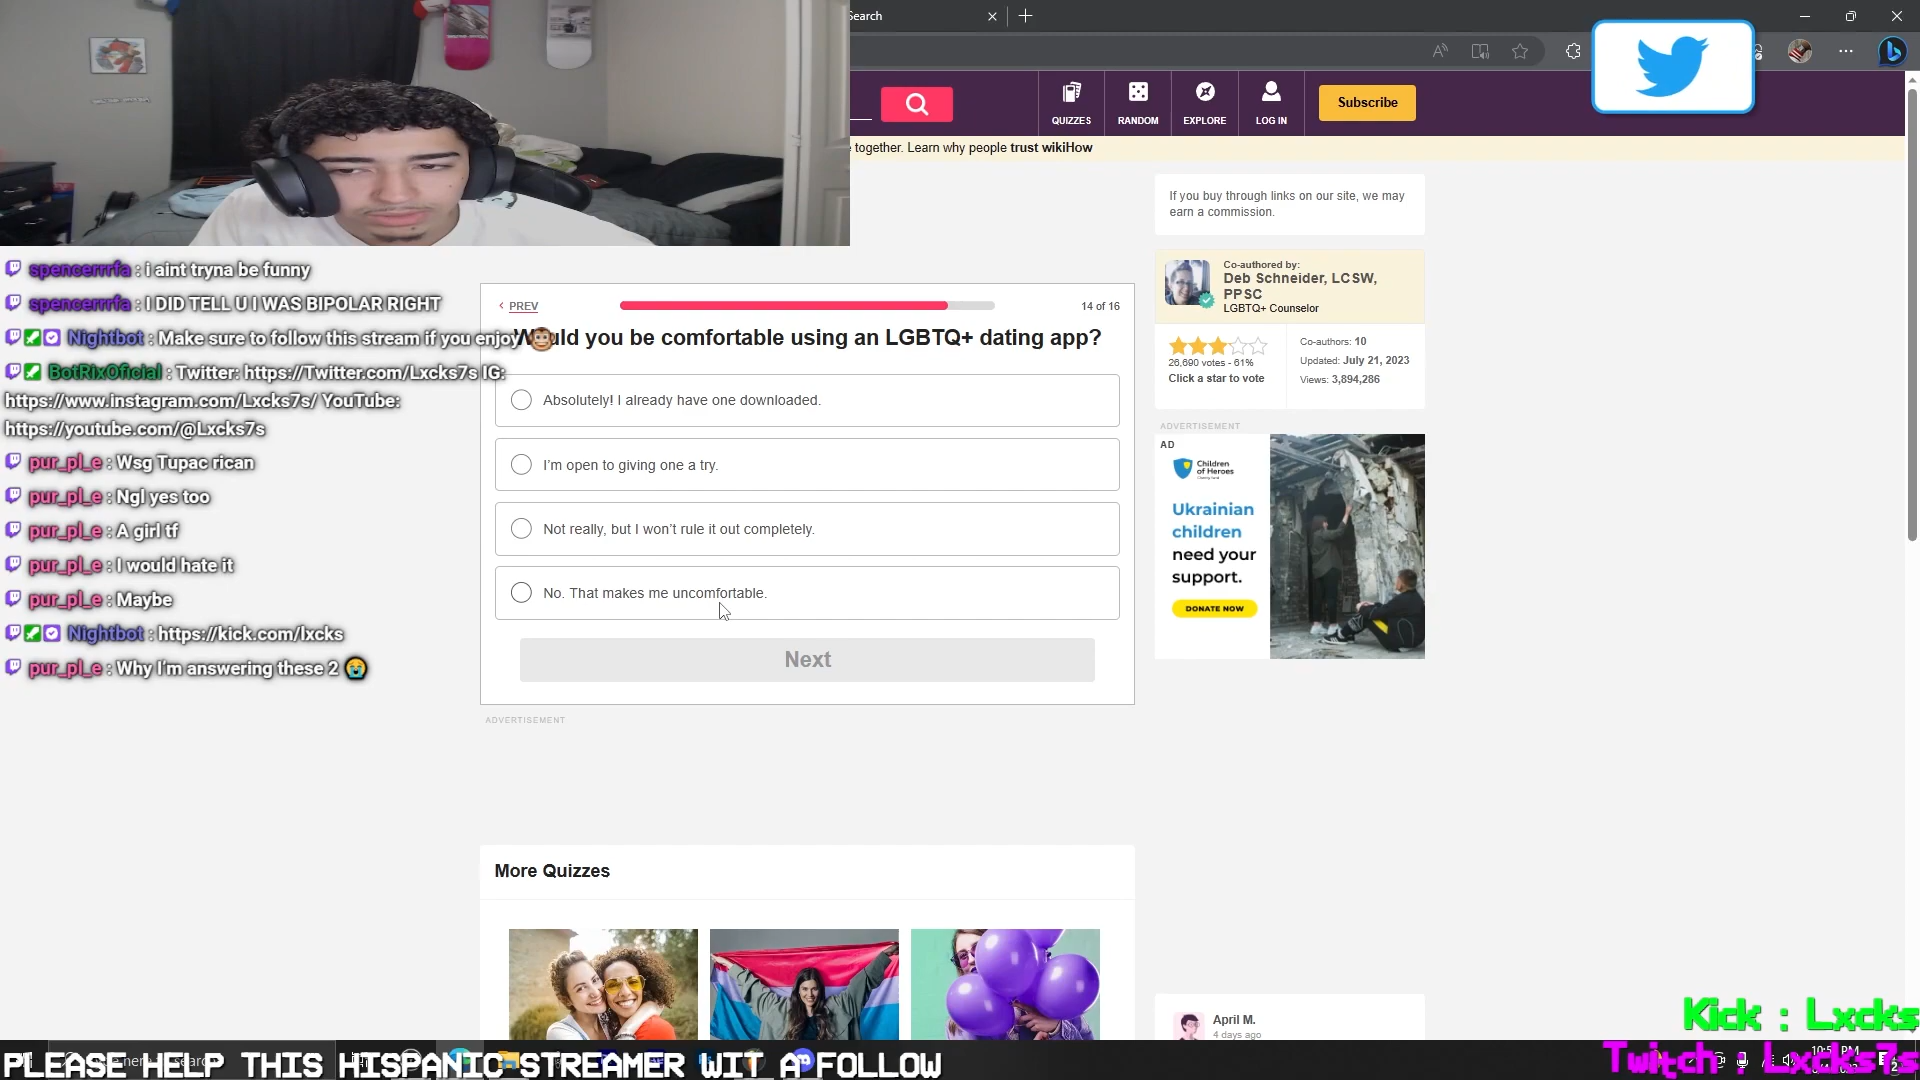 Search
QUIZZES
RANDOM
EXPLORE
LOG IN
Subscribe
together. Learn why people trust wikiHow
If you buy through links on our site, we may
earn a commission.
Co-authored by:
Deb Schneider, LCSW,
PPSC
LGBTQ+ Counselor
26,690 votes - 61%
Click a star to vote
Co-authors: 10
Updated: July 21, 2023
Views: 3,894,286
ADVERTISEMENT
AD
Children
of Heroes
Ukrainian
children
need your
support.
DONATE NOW
spencerrrfa : i aint tryna be funny
spencerrrfa : I DID TELL U I WAS BIPOLAR RIGHT
Nightbot : Make sure to follow this stream if you enjoy
BotRixOficial : Twitter: https://Twitter.com/Lxcks7s IG:
https://www.instagram.com/Lxcks7s/ YouTube:
https://youtube.com/@Lxcks7s
pur_pl_e : Wsg Tupac rican
pur_pl_e : Ngl yes too
pur_pl_e : A girl tf
pur_pl_e : I would hate it
pur_pl_e : Maybe
Nightbot : https://kick.com/lxcks
pur_pl_e : Why I'm answering these 2
PREV
14 of 16
Would you be comfortable using an LGBTQ+ dating app?
Absolutely! I already have one downloaded.
I'm open to giving one a try.
Not really, but I won't rule it out completely.
No. That makes me uncomfortable.
Next
ADVERTISEMENT
More Quizzes
April M.
4 days ago
Kick : Lxcks
Twitch : Lxcks7s
PLEASE HELP THIS HISPANIC STREAMER WIT A FOLLOW